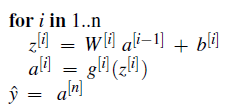 for i in 1..n
z[i] = W[i] a[i−1] + b[i]
a[i] = g[i](z[i])
ŷ = a[n]